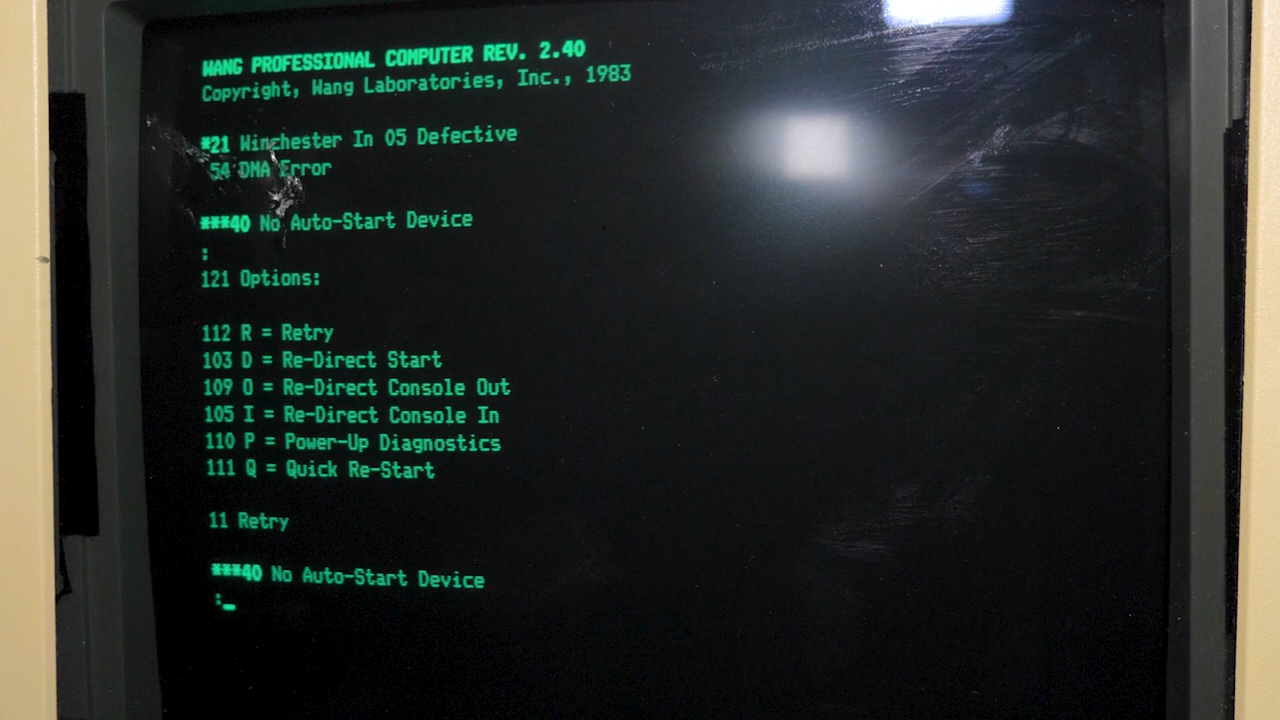 WANG PROFESSIONAL COMPUTER REV. 2.40
Copyright, Wang Laboratories, Inc., 1983
*21 Winchester In 05 Defective
54 DMA Error
***40 No Auto-Start Device
:
121 Options:
112 R = Retry
103 D = Re-Direct Start
109 O = Re-Direct Console Out
105 I = Re-Direct Console In
110 P = Power-Up Diagnostics
111 Q = Quick Re-Start
11 Retry
***40 No Auto-Start Device
:_